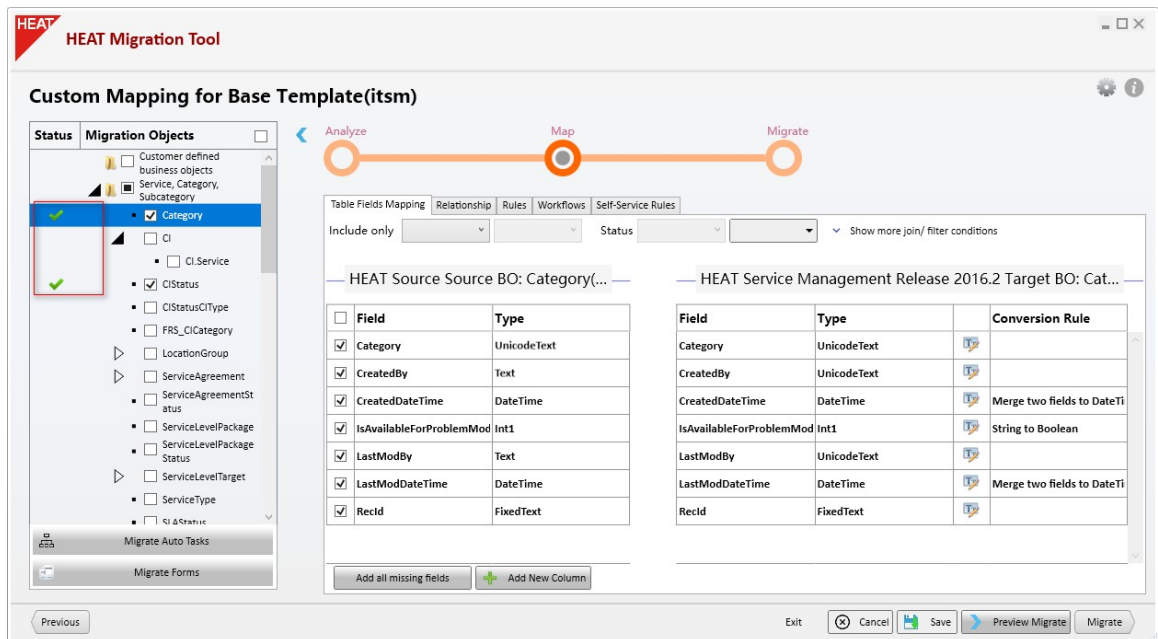 HEAT
HEAT Migration Tool
Custom Mapping for Base Template(itsm)
Status Migration Objects
Customer defined
business objects
Service, Category,
Subcategory
Category
CI
CI.Service
CIStatus
CIStatusCIType
FRS_CICategory
LocationGroup
ServiceAgreement
ServiceAgreementSt
atus
ServiceLevelPackage
ServiceLevelPackage
Status
ServiceLevelTarget
ServiceType
SLAStatus
Migrate Auto Tasks
Migrate Forms
Analyze Map Migrate
Table Fields Mapping Relationship Rules Workflows Self-Service Rules
Include only Status Show more join/ filter conditions
HEAT Source Source BO: Category(...
HEAT Service Management Release 2016.2 Target BO: Cat...
Field Type Field Type Conversion Rule
Category UnicodeText Category UnicodeText
CreatedBy Text CreatedBy UnicodeText
CreatedDateTime DateTime CreatedDateTime DateTime Merge two fields to DateTi
IsAvailableForProblemMod Int1 IsAvailableForProblemMod Int1 String to Boolean
LastModBy Text LastModBy UnicodeText
LastModDateTime DateTime LastModDateTime DateTime Merge two fields to DateTi
RecId FixedText RecId FixedText
Add all missing fields Add New Column
Previous Exit Cancel Save Preview Migrate Migrate